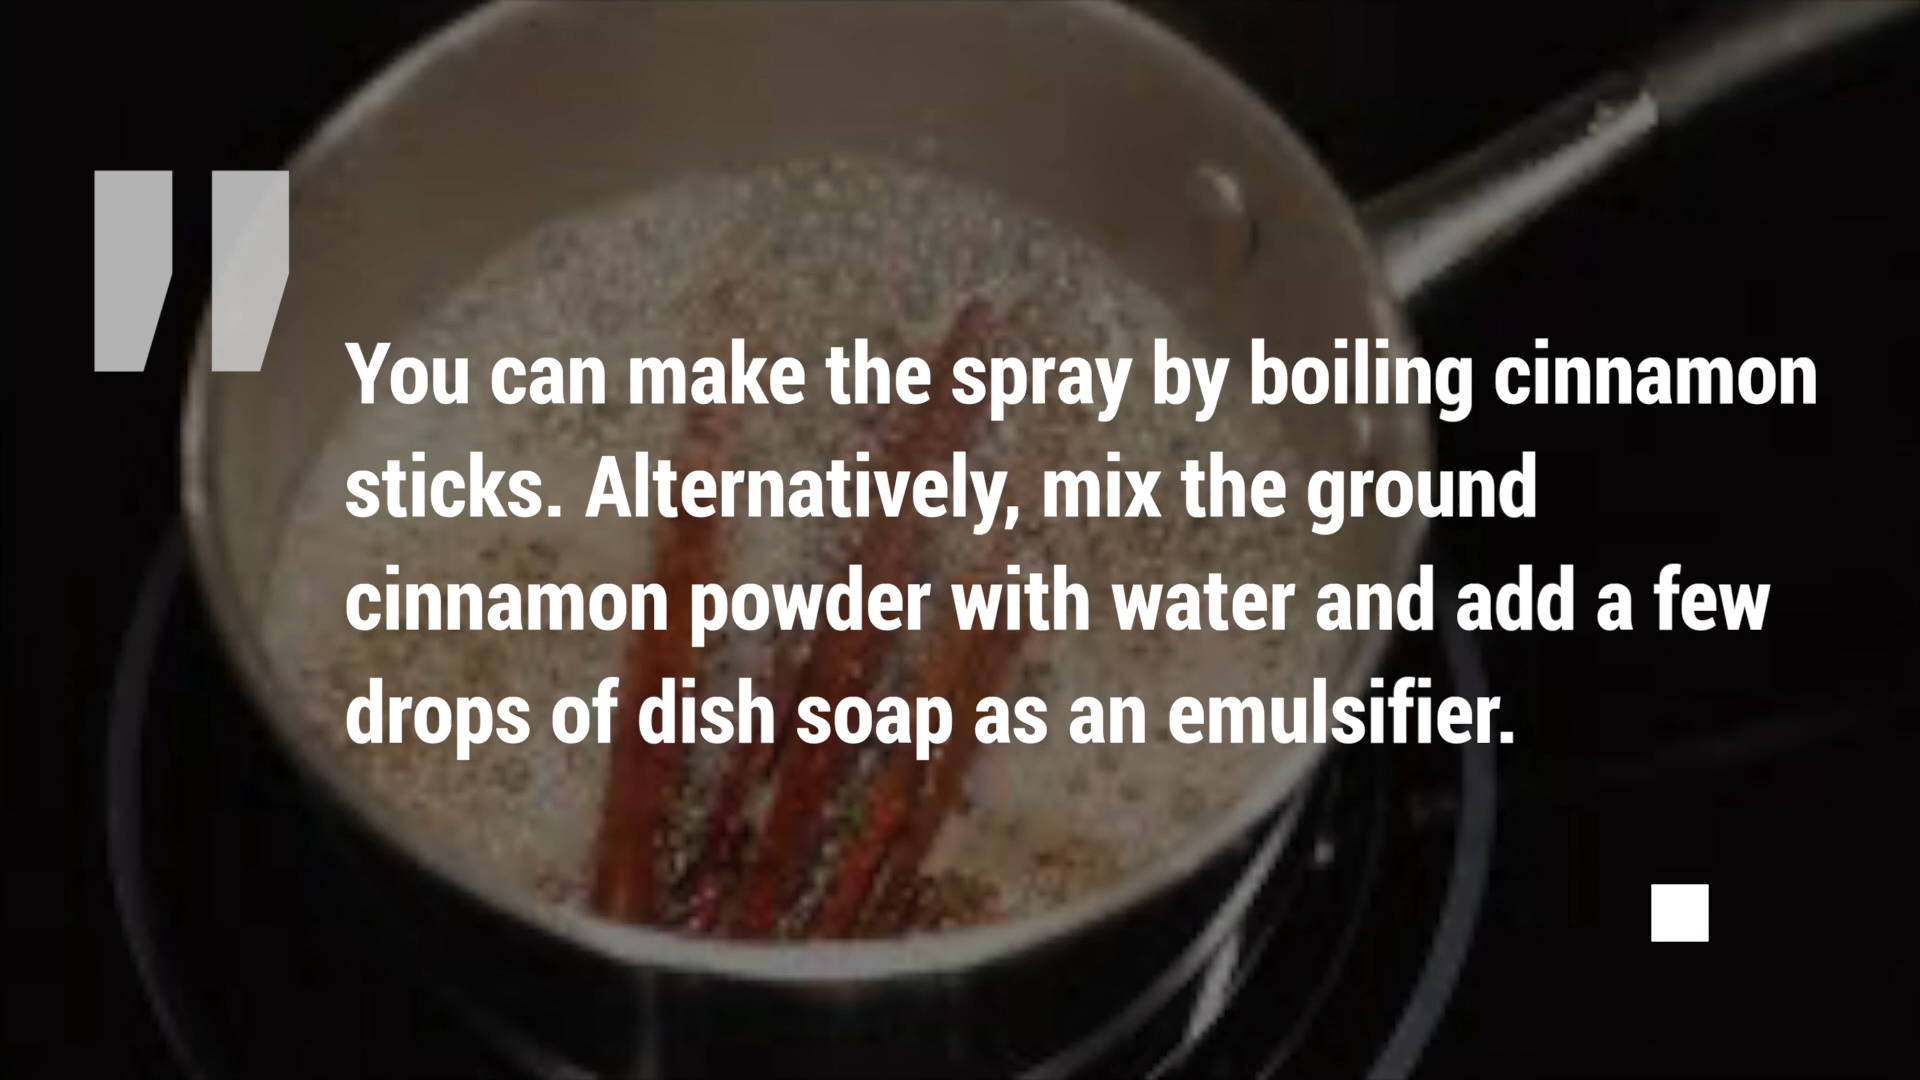 You can make the spray by boiling cinnamon
sticks. Alternatively, mix the ground
cinnamon powder with water and add a few
drops of dish soap as an emulsifier.